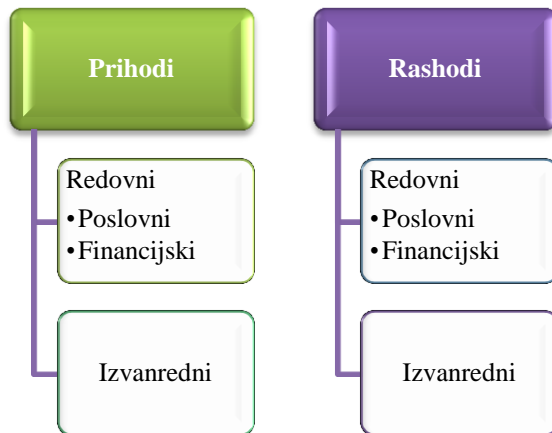 Prihodi
Redovni
•Poslovni
•Financijski
Izvanredni
Rashodi
Redovni
•Poslovni
•Financijski
Izvanredni